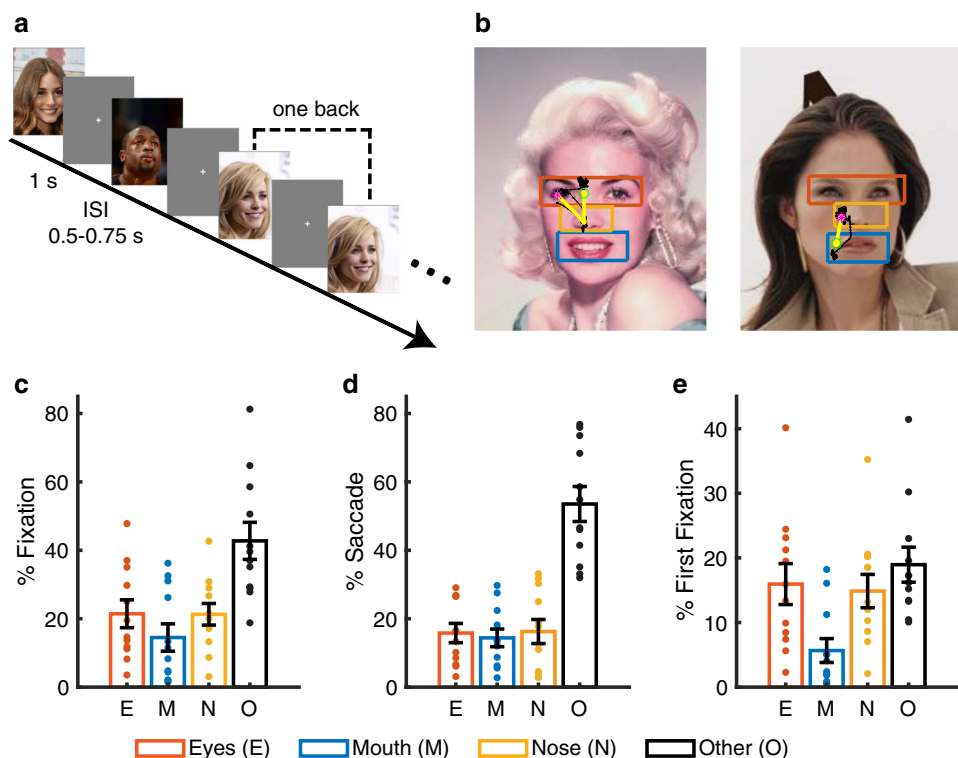 a
one back
1 s
ISI
0.5-0.75 s
b
c
% Fixation
80
60
40
20
0
E M N O
d
% Saccade
80
60
40
20
0
E M N O
e
% First Fixation
40
30
20
10
0
E M N O
Eyes (E) Mouth (M) Nose (N) Other (O)